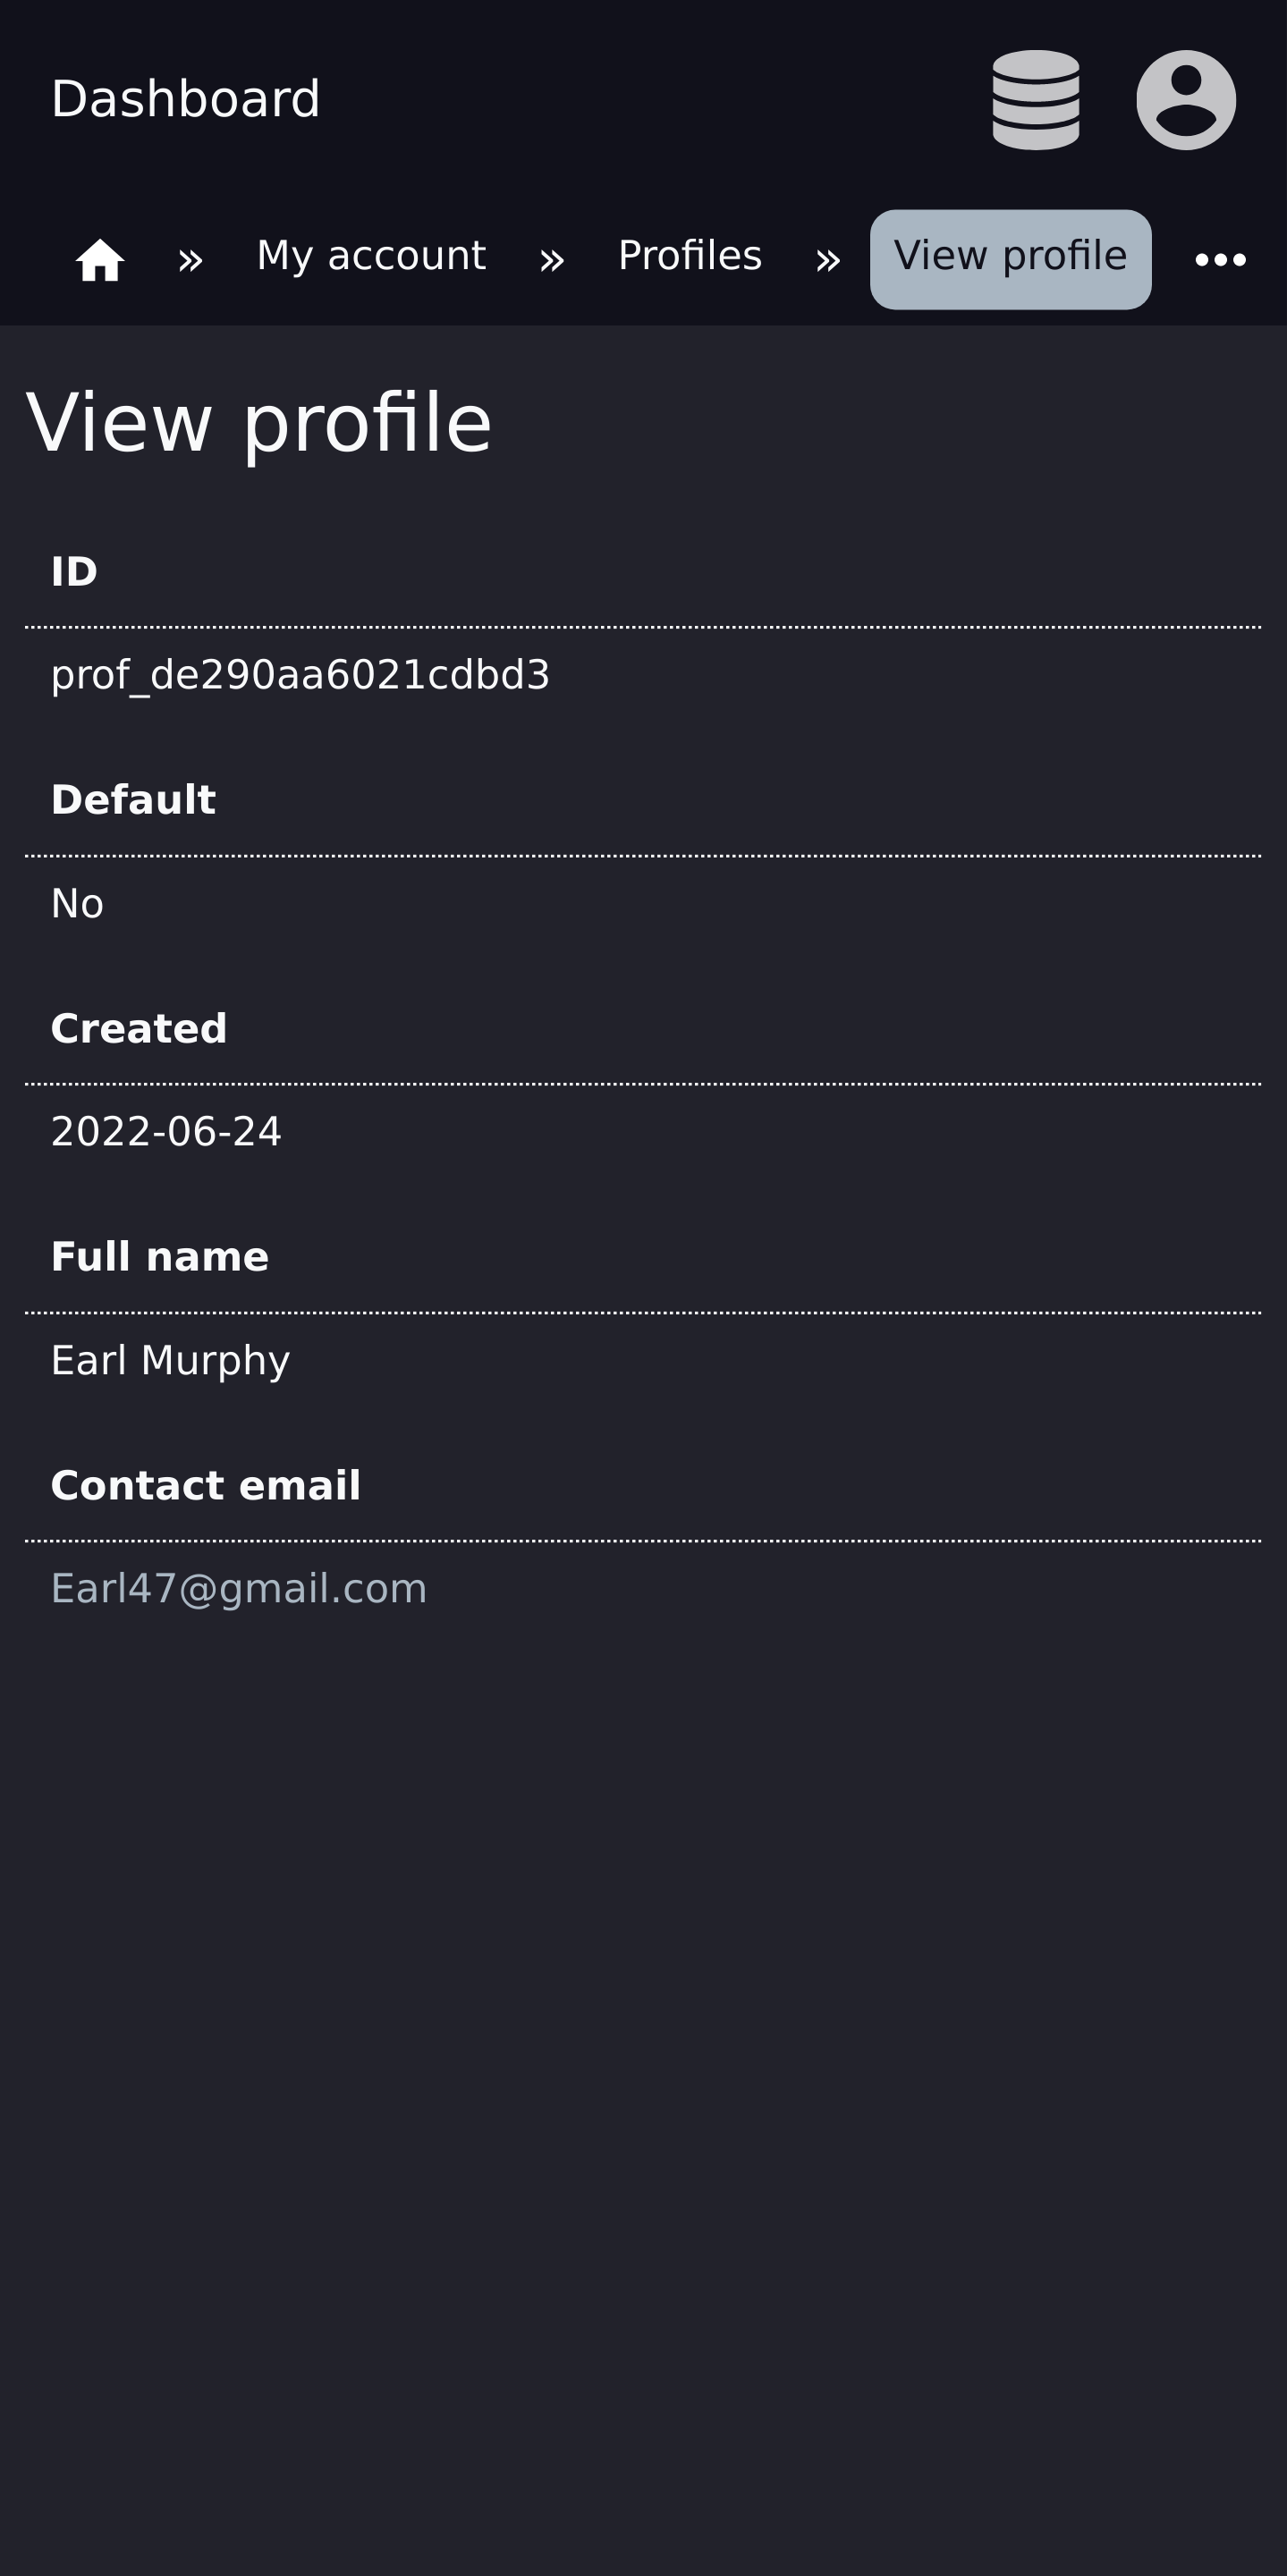 Dashboard
» My account » Profiles » View profile
View profile
ID
prof_de290aa6021cdbd3
Default
No
Created
2022-06-24
Full name
Earl Murphy
Contact email
Earl47@gmail.com